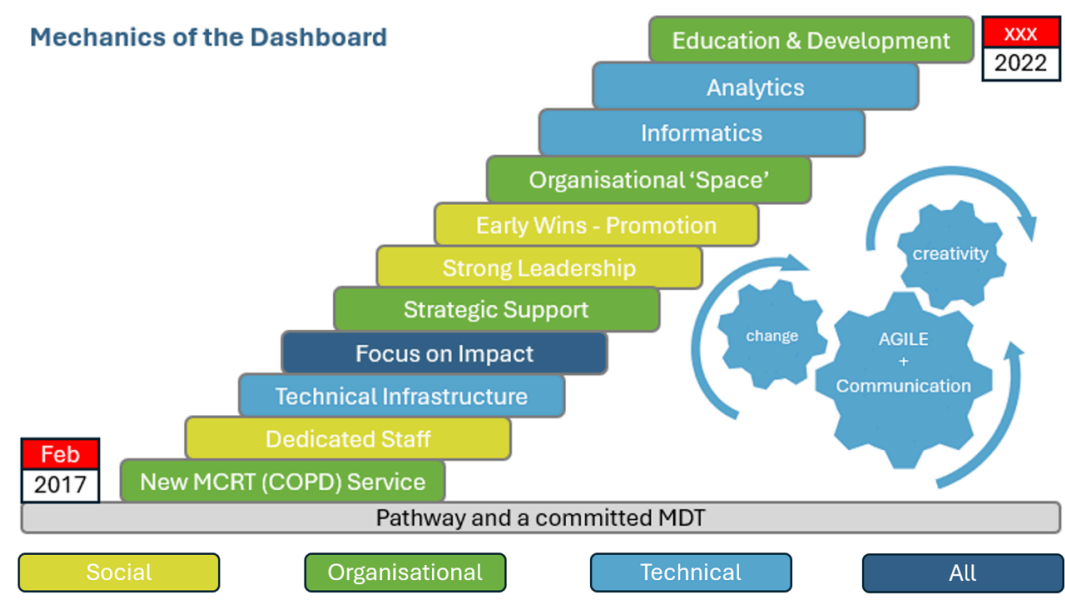 Mechanics of the Dashboard
Education & Development
xxx
2022
Analytics
Informatics
Organisational ‘Space’
Early Wins - Promotion
Strong Leadership
Strategic Support
Focus on Impact
Technical Infrastructure
Dedicated Staff
New MCRT (COPD) Service
Feb
2017
creativity
change
AGILE
+
Communication
Pathway and a committed MDT
Social
Organisational
Technical
All